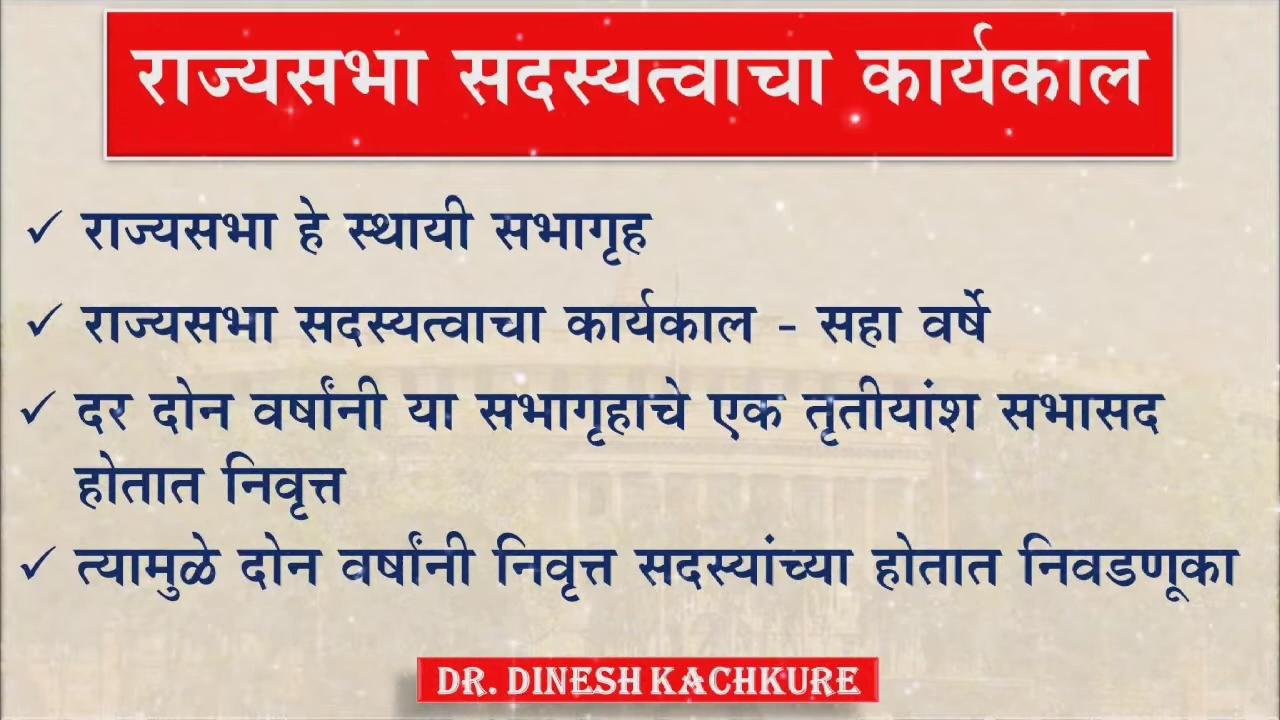 राज्यसभा सदस्यत्वाचा कार्यकाल
✓ राज्यसभा हे स्थायी सभागृह
✓ राज्यसभा सदस्यत्वाचा कार्यकाल - सहा वर्षे
✓ दर दोन वर्षांनी या सभागृहाचे एक तृतीयांश सभासद
होतात निवृत्त
✓ त्यामुळे दोन वर्षांनी निवृत्त सदस्यांच्या होतात निवडणूका
DR. DINESH KACHKURE